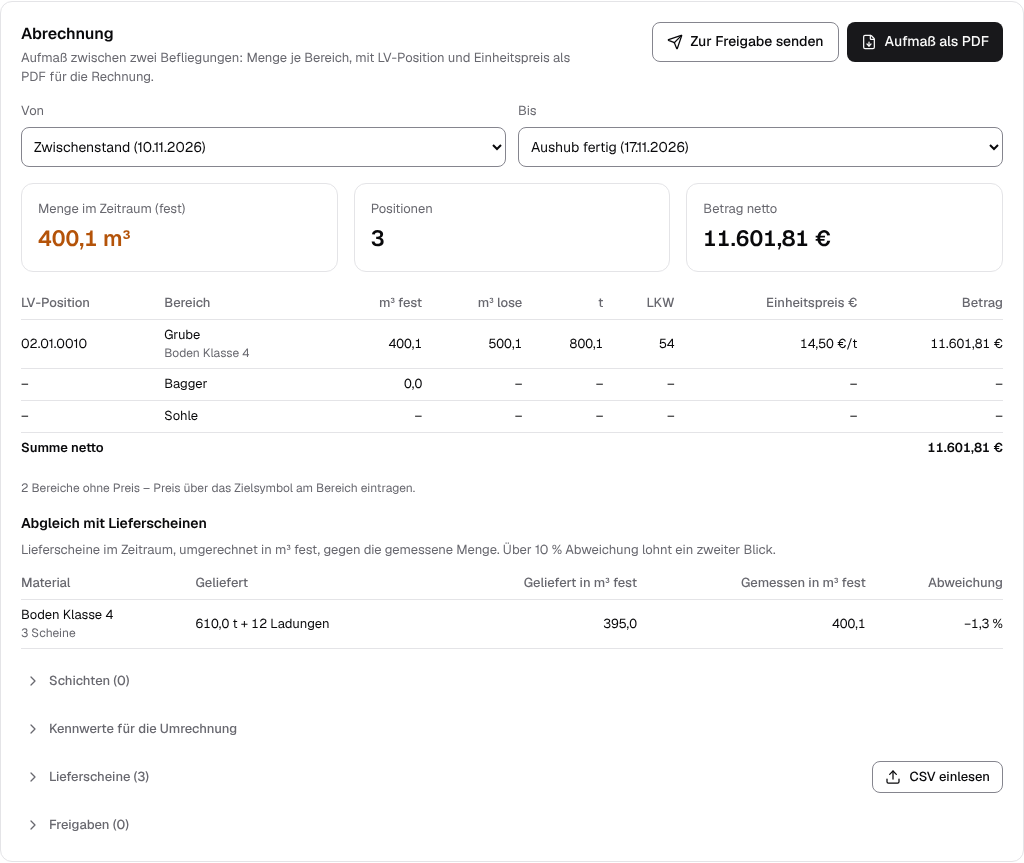 Abrechnung
Aufmaß zwischen zwei Befliegungen: Menge je Bereich, mit LV-Position und Einheitspreis als
PDF für die Rechnung.
Zur Freigabe senden
Aufmaß als PDF
Von
Bis
Zwischenstand (10.11.2026)
Aushub fertig (17.11.2026)
Menge im Zeitraum (fest)
400,1 m³
Positionen
3
Betrag netto
11.601,81 €
LV-Position Bereich m³ fest m³ lose t LKW Einheitspreis € Betrag
02.01.0010 Grube 400,1 500,1 800,1 54 14,50 €/t 11.601,81 €
Boden Klasse 4
– Bagger 0,0 – – – – –
– Sohle – – – – – –
Summe netto 11.601,81 €
2 Bereiche ohne Preis – Preis über das Zielsymbol am Bereich eintragen.
Abgleich mit Lieferscheinen
Lieferscheine im Zeitraum, umgerechnet in m³ fest, gegen die gemessene Menge. Über 10 % Abweichung lohnt ein zweiter Blick.
Material Geliefert Geliefert in m³ fest Gemessen in m³ fest Abweichung
Boden Klasse 4 610,0 t + 12 Ladungen 395,0 400,1 −1,3 %
3 Scheine
Schichten (0)
Kennwerte für die Umrechnung
Lieferscheine (3)
CSV einlesen
Freigaben (0)